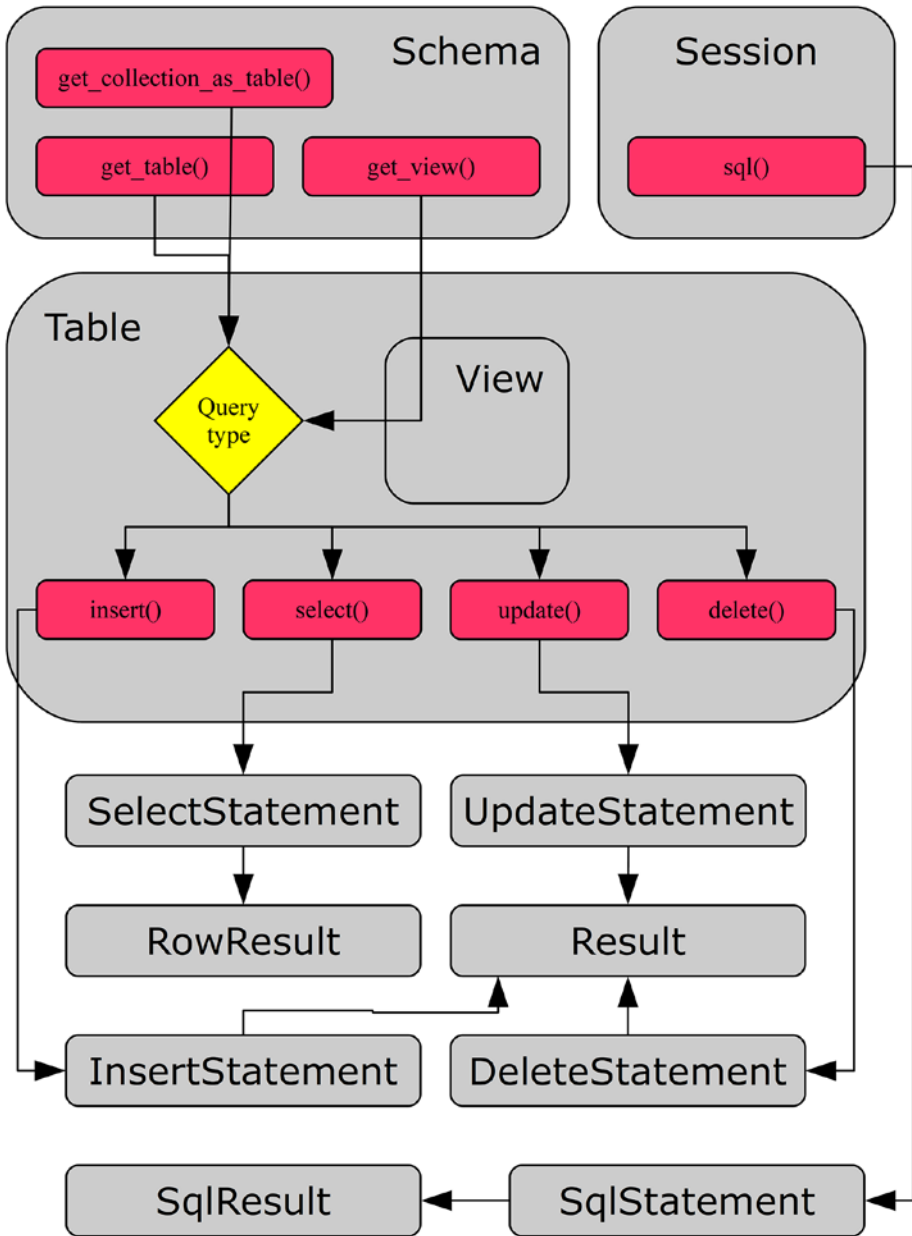 Schema
Session
get_collection_as_table()
get_table()
get_view()
sql()
Table
View
Query
type
insert()
select()
update()
delete()
SelectStatement
UpdateStatement
RowResult
Result
InsertStatement
DeleteStatement
SqlResult
SqlStatement